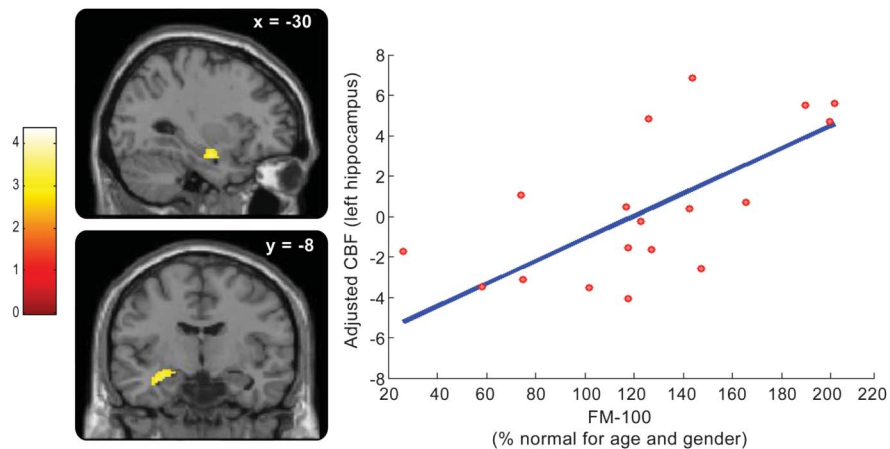 x = -30
4
3
2
1
0
y = -8
Adjusted CBF (left hippocampus)
8
6
4
2
0
-2
-4
-6
-8
20 40 60 80 100 120 140 160 180 200 220
FM-100
(% normal for age and gender)